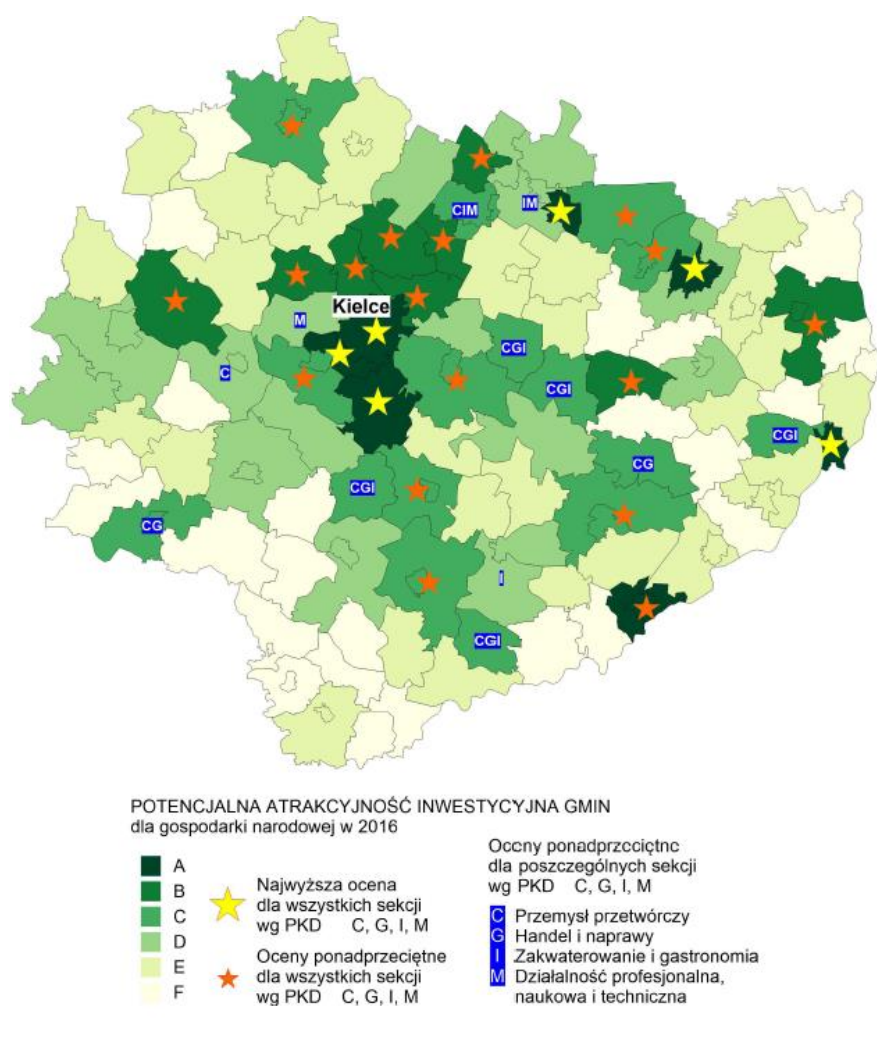 CIM
IM
Kielce
M
CGI
C
CGI
CGI
CG
CGI
CG
I
CGI
POTENCJALNA ATRAKCYJNOŚĆ INWESTYCYJNA GMIN
dla gospodarki narodowej w 2016
A
B
C
D
E
F
Najwyższa ocena
dla wszystkich sekcji
wg PKD C, G, I, M
Oceny ponadprzeciętne
dla wszystkich sekcji
wg PKD C, G, I, M
Oceny ponadprzeciętne
dla poszczególnych sekcji
wg PKD C, G, I, M
C Przemysł przetwórczy
G Handel i naprawy
I Zakwaterowanie i gastronomia
M Działalność profesjonalna,
naukowa i techniczna